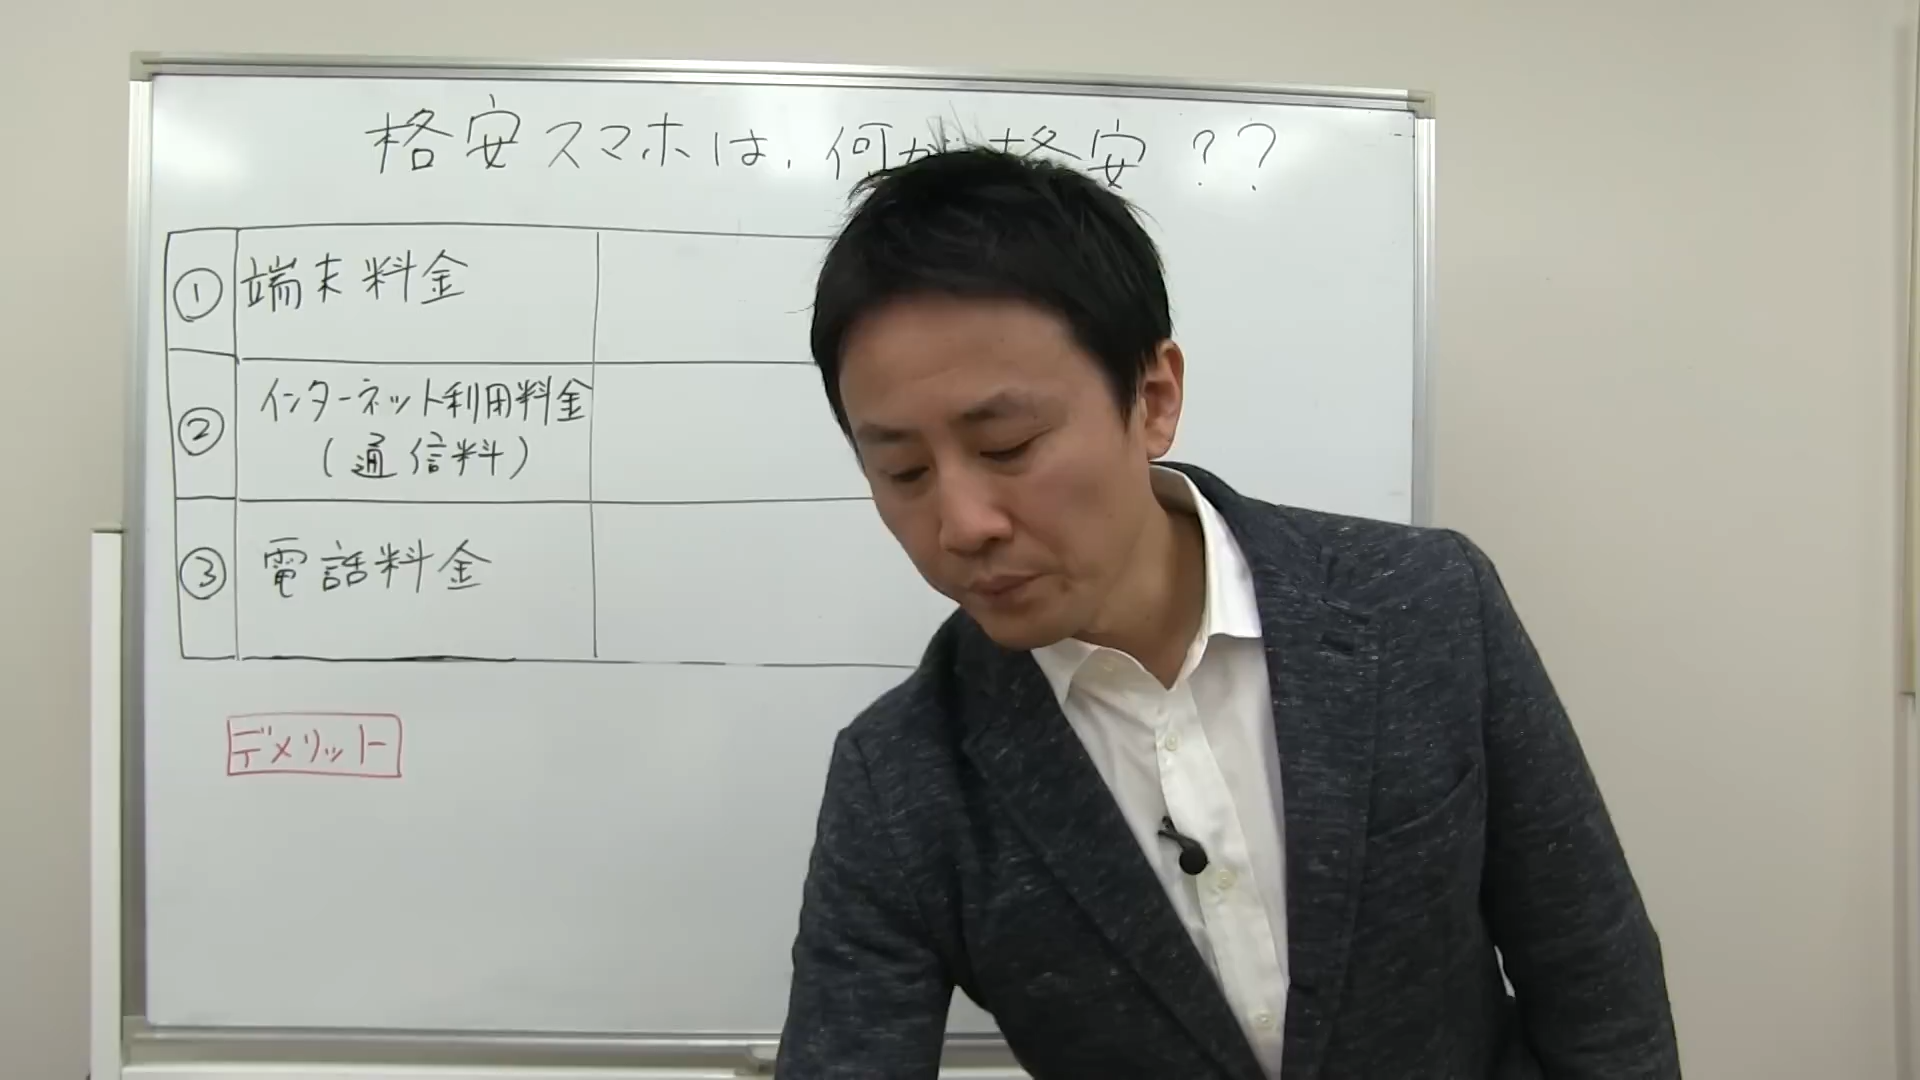 格安スマホは、何が格安??
① 端末料金
② インターネット利用料金
(通信料)
③ 電話料金
デメリット